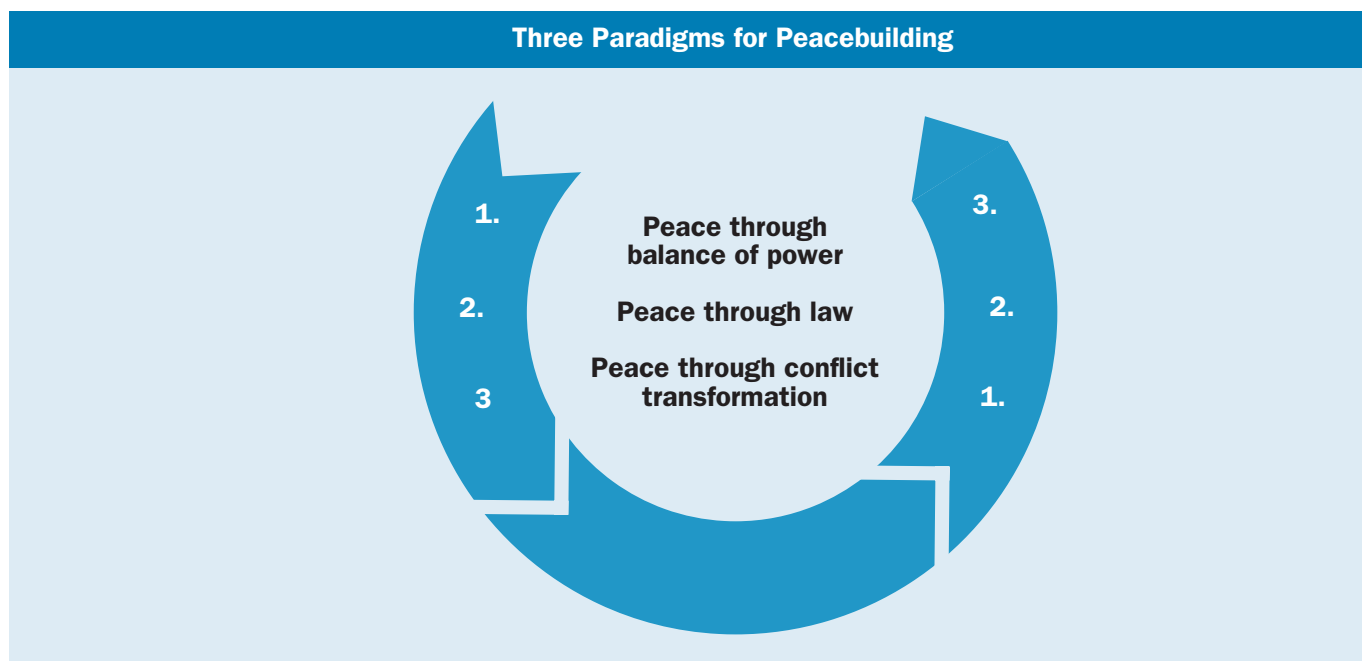 Three Paradigms for Peacebuilding
1.
2.
3
Peace through
balance of power
Peace through law
Peace through conflict
transformation
3.
2.
1.